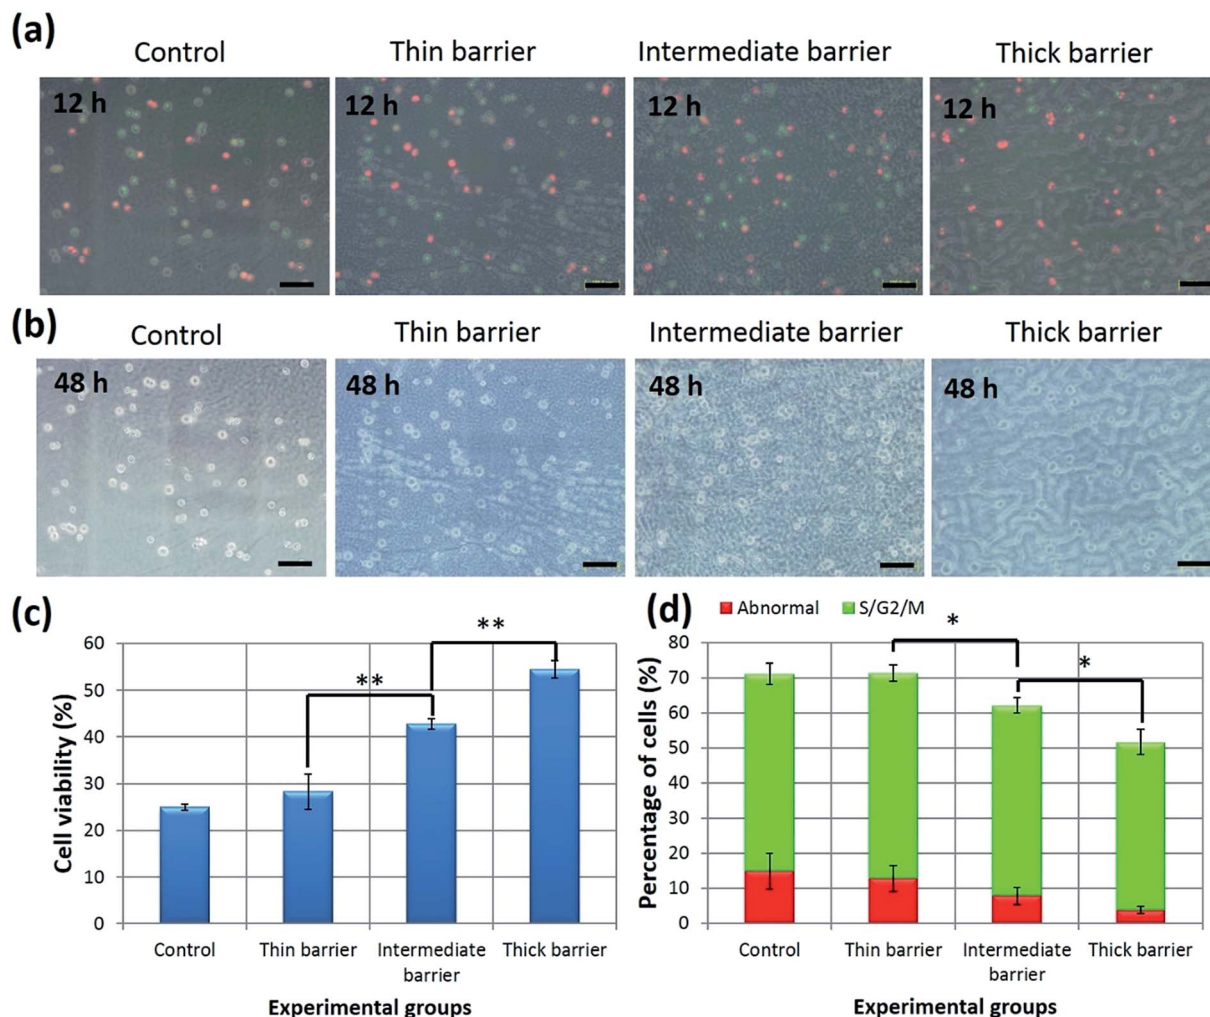 (a)
Control Thin barrier Intermediate barrier Thick barrier
12 h 12 h 12 h 12 h
(b)
Control Thin barrier Intermediate barrier Thick barrier
48 h 48 h 48 h 48 h
(c)
Cell viability (%)
60
50
40
30
20
10
0
** **
Control Thin barrier Intermediate barrier Thick barrier
Experimental groups
(d)
Abnormal S/G2/M
Percentage of cells (%)
80
70
60
50
40
30
20
10
0
* *
Control Thin barrier Intermediate barrier Thick barrier
Experimental groups